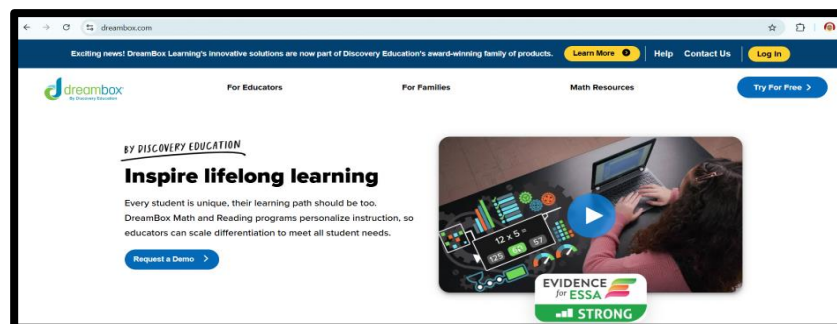 dreambox.com
Exciting news! DreamBox Learning's innovative solutions are now part of Discovery Education's award-winning family of products. Learn More Help Contact Us Log In
dreambox
By Discovery Education
For Educators For Families Math Resources Try For Free >
BY DISCOVERY EDUCATION
Inspire lifelong learning
Every student is unique, their learning path should be too.
DreamBox Math and Reading programs personalize instruction, so
educators can scale differentiation to meet all student needs.
Request a Demo >
12 x 5 =
125 60 57
EVIDENCE
for ESSA
STRONG